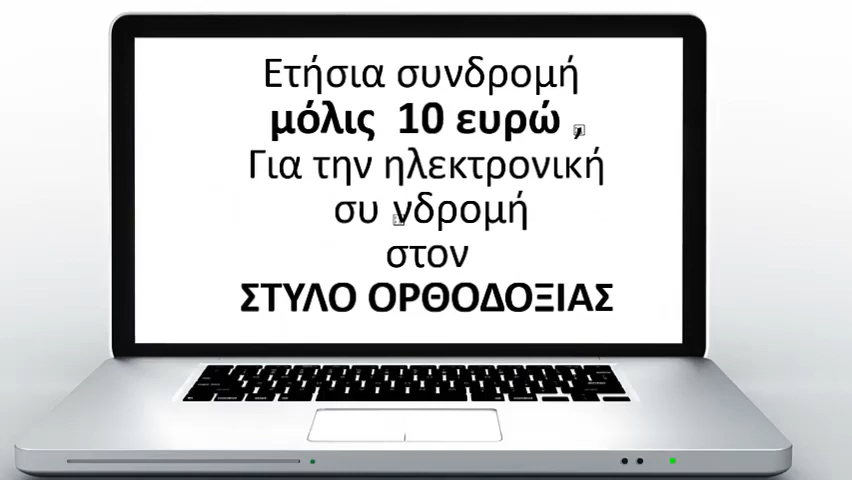 Ετήσια συνδρομή
μόλις 10 ευρώ ,
Για την ηλεκτρονική
συ νδρομή
στον
ΣΤΥΛΟ ΟΡΘΟΔΟΞΙΑΣ